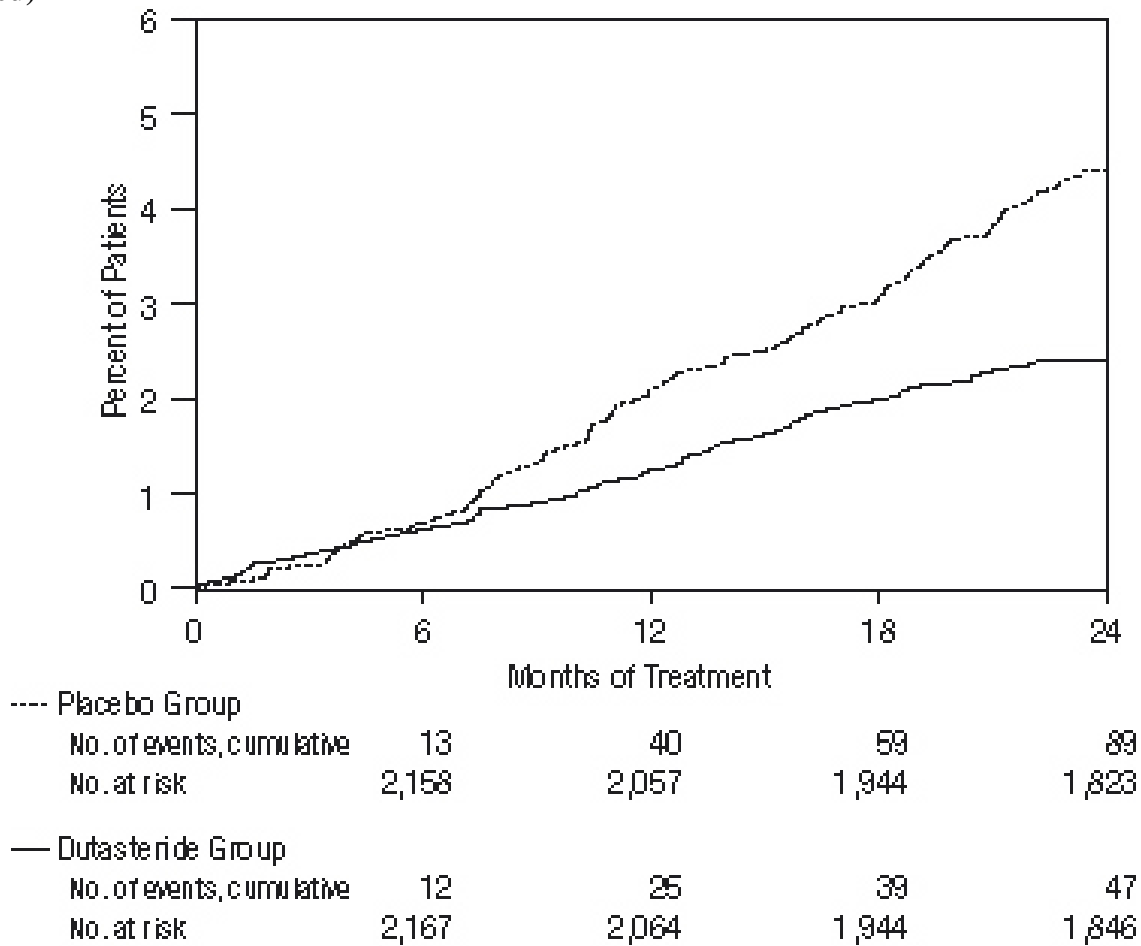 6
5
4
3
2
1
0
Percent of Patients
0 6 12 18 24
Months of Treatment
---- Placebo Group
No. of events, cumulative 13 40 59 89
No. at risk 2,158 2,057 1,944 1,823
— Dutasteride Group
No. of events, cumulative 12 25 39 47
No. at risk 2,167 2,064 1,944 1,846